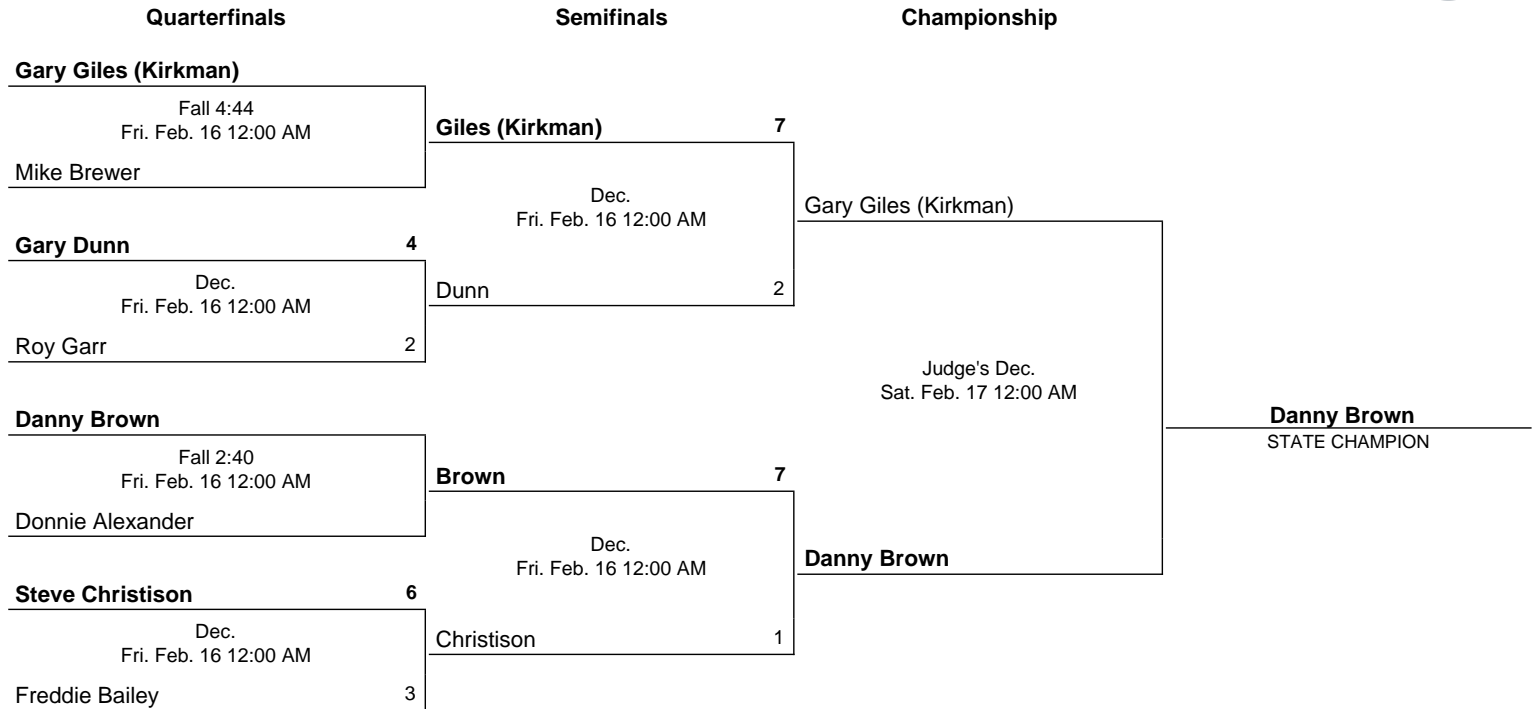 Quarterfinals
Semifinals
Championship
Gary Giles (Kirkman)
Fall 4:44
Fri. Feb. 16 12:00 AM
Mike Brewer
Gary Dunn 4
Dec.
Fri. Feb. 16 12:00 AM
Roy Garr 2
Danny Brown
Fall 2:40
Fri. Feb. 16 12:00 AM
Donnie Alexander
Steve Christison 6
Dec.
Fri. Feb. 16 12:00 AM
Freddie Bailey 3
Giles (Kirkman) 7
Dec.
Fri. Feb. 16 12:00 AM
Dunn 2
Brown 7
Dec.
Fri. Feb. 16 12:00 AM
Christison 1
Gary Giles (Kirkman)
Judge's Dec.
Sat. Feb. 17 12:00 AM
Danny Brown
Danny Brown
STATE CHAMPION